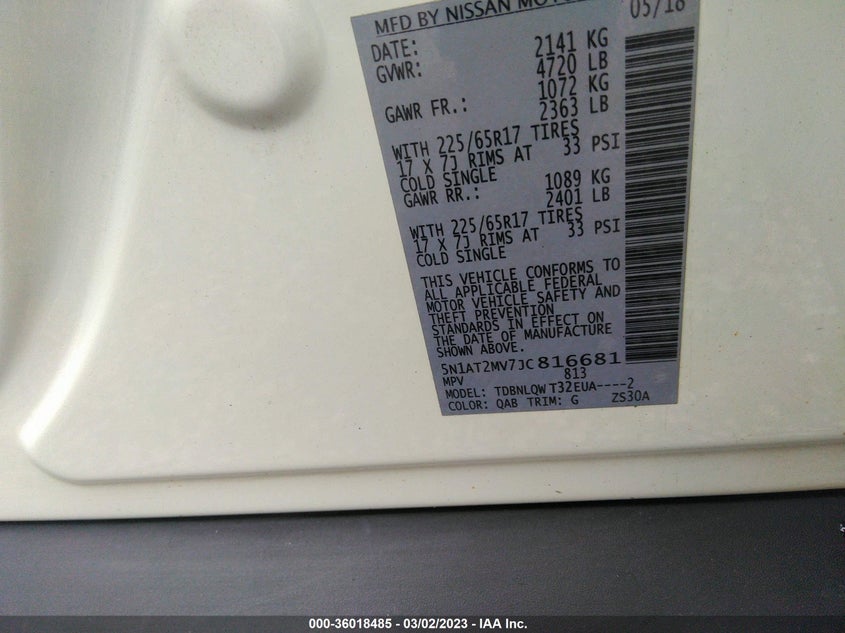 MFD BY NISSAN
DATE: 05/18
GVWR: 2141 KG
4720 LB
GAWR FR.: 1072 KG
2363 LB
WITH 225/65R17 TIRES
17 X 7J RIMS AT 33 PSI
COLD SINGLE
GAWR RR.: 1089 KG
2401 LB
WITH 225/65R17 TIRES
17 X 7J RIMS AT 33 PSI
COLD SINGLE
THIS VEHICLE CONFORMS TO
ALL APPLICABLE FEDERAL
MOTOR VEHICLE SAFETY AND
THEFT PREVENTION
STANDARDS IN EFFECT ON
THE DATE OF MANUFACTURE
SHOWN ABOVE.
5N1AT2MV7JC816681
MPV 813
MODEL: TDBNLQW T32EUA----2
COLOR: QAB TRIM: G ZS30A
000-36018485 - 03/02/2023 - IAA Inc.